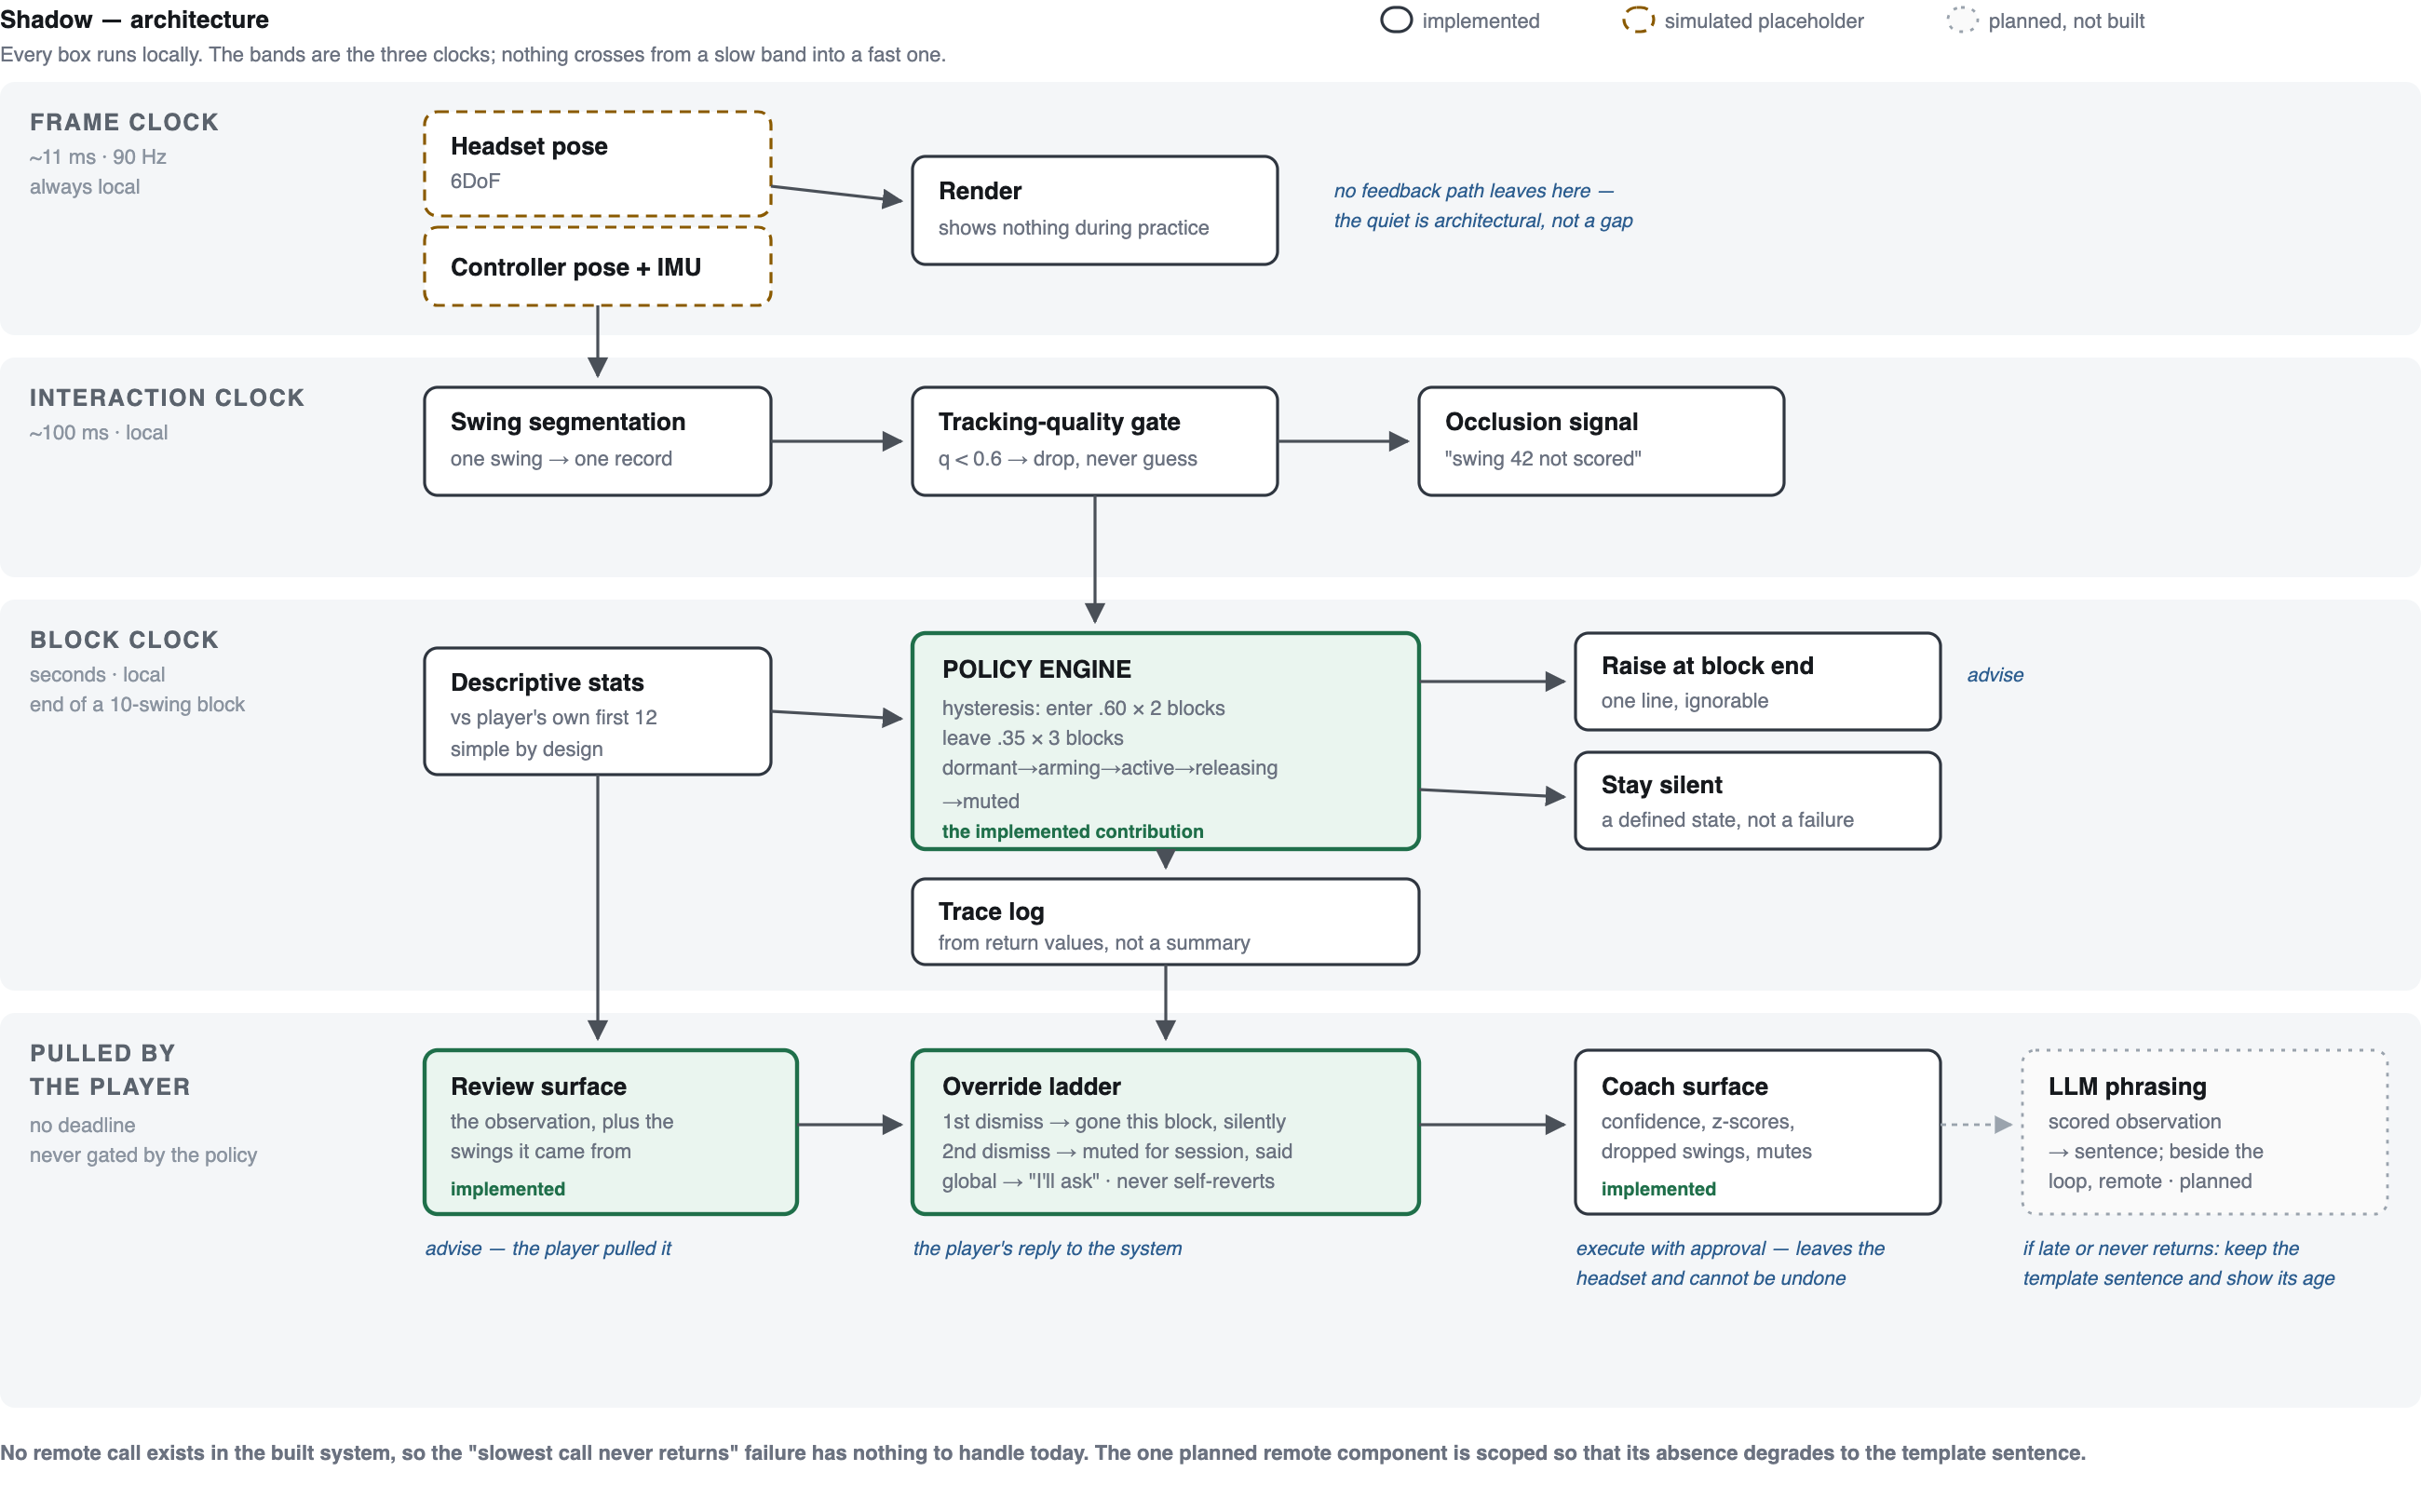 Shadow — architecture
implemented
simulated placeholder
planned, not built
Every box runs locally. The bands are the three clocks; nothing crosses from a slow band into a fast one.
FRAME CLOCK
~11 ms · 90 Hz
always local
Headset pose
6DoF
Controller pose + IMU
Render
shows nothing during practice
no feedback path leaves here —
the quiet is architectural, not a gap
INTERACTION CLOCK
~100 ms · local
Swing segmentation
one swing → one record
Tracking-quality gate
q < 0.6 → drop, never guess
Occlusion signal
"swing 42 not scored"
BLOCK CLOCK
seconds · local
end of a 10-swing block
Descriptive stats
vs player's own first 12
simple by design
POLICY ENGINE
hysteresis: enter .60 × 2 blocks
leave .35 × 3 blocks
dormant→arming→active→releasing
→muted
the implemented contribution
Raise at block end
one line, ignorable
advise
Stay silent
a defined state, not a failure
Trace log
from return values, not a summary
PULLED BY
THE PLAYER
no deadline
never gated by the policy
Review surface
the observation, plus the
swings it came from
implemented
advise — the player pulled it
Override ladder
1st dismiss → gone this block, silently
2nd dismiss → muted for session, said
global → "I'll ask" · never self-reverts
the player's reply to the system
Coach surface
confidence, z-scores,
dropped swings, mutes
implemented
execute with approval — leaves the
headset and cannot be undone
LLM phrasing
scored observation
→ sentence; beside the
loop, remote · planned
if late or never returns: keep the
template sentence and show its age
No remote call exists in the built system, so the "slowest call never returns" failure has nothing to handle today. The one planned remote component is scoped so that its absence degrades to the template sentence.